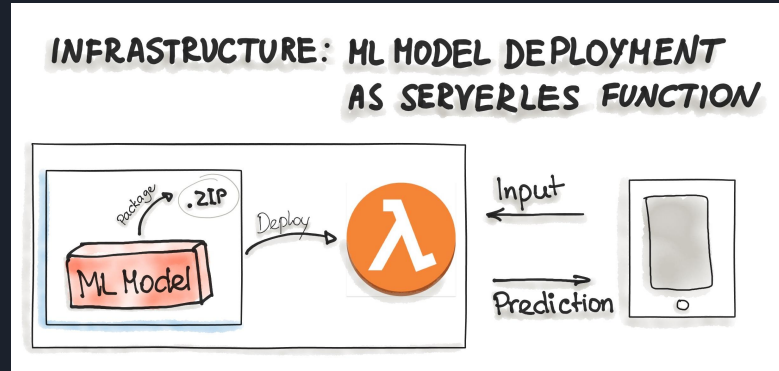 INFRASTRUCTURE: ML MODEL DEPLOYMENT
AS SERVERLES FUNCTION
Package
.ZIP
ML Model
Deploy
λ
Input
Prediction